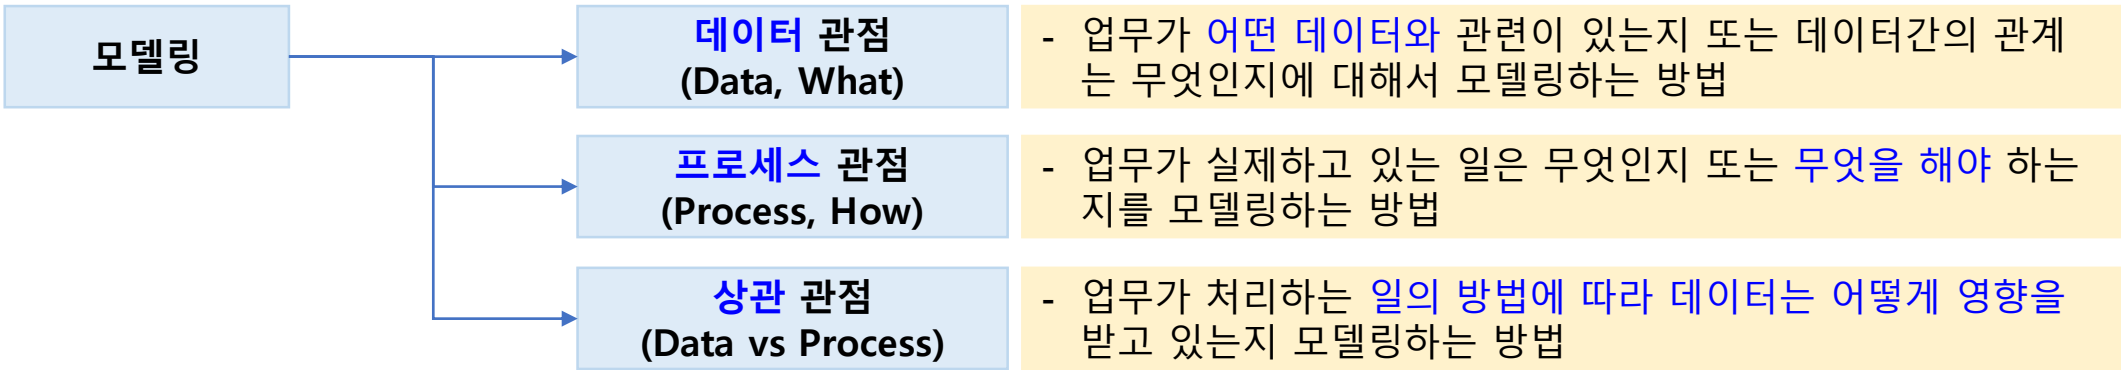 모델링
데이터 관점
(Data, What)
- 업무가 어떤 데이터와 관련이 있는지 또는 데이터간의 관계
는 무엇인지에 대해서 모델링하는 방법
프로세스 관점
(Process, How)
- 업무가 실제하고 있는 일은 무엇인지 또는 무엇을 해야 하는
지를 모델링하는 방법
상관 관점
(Data vs Process)
- 업무가 처리하는 일의 방법에 따라 데이터는 어떻게 영향을
받고 있는지 모델링하는 방법